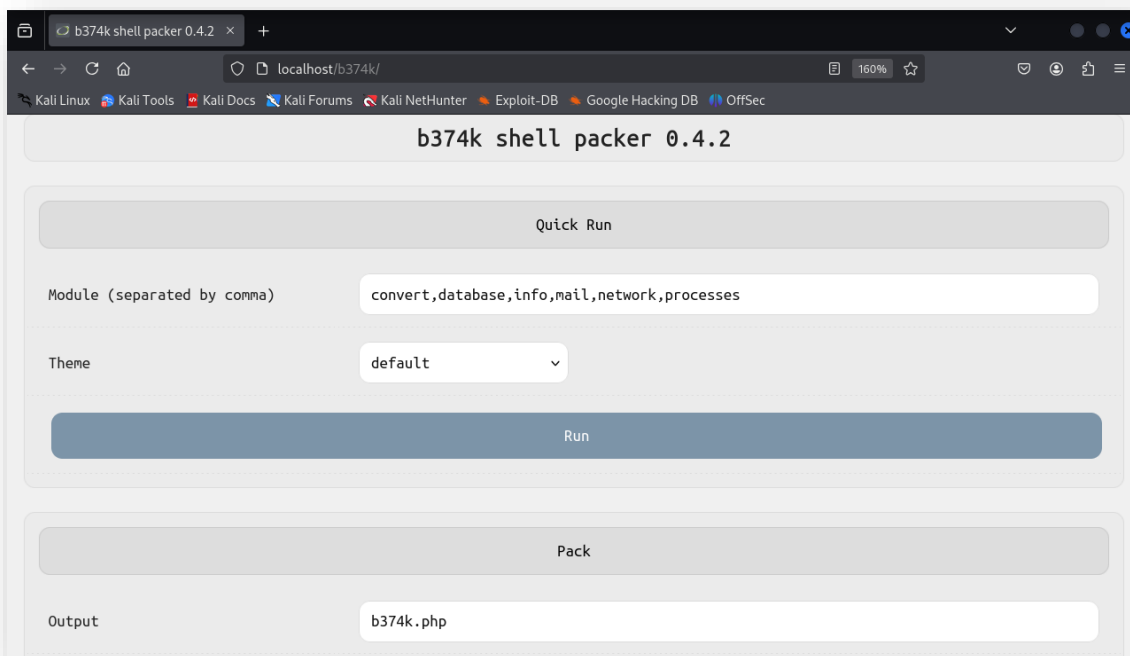 b374k shell packer 0.4.2
localhost/b374k/
160%
Kali Linux Kali Tools Kali Docs Kali Forums Kali NetHunter Exploit-DB Google Hacking DB OffSec
b374k shell packer 0.4.2
Quick Run
Module (separated by comma) convert,database,info,mail,network,processes
Theme default
Run
Pack
Output b374k.php